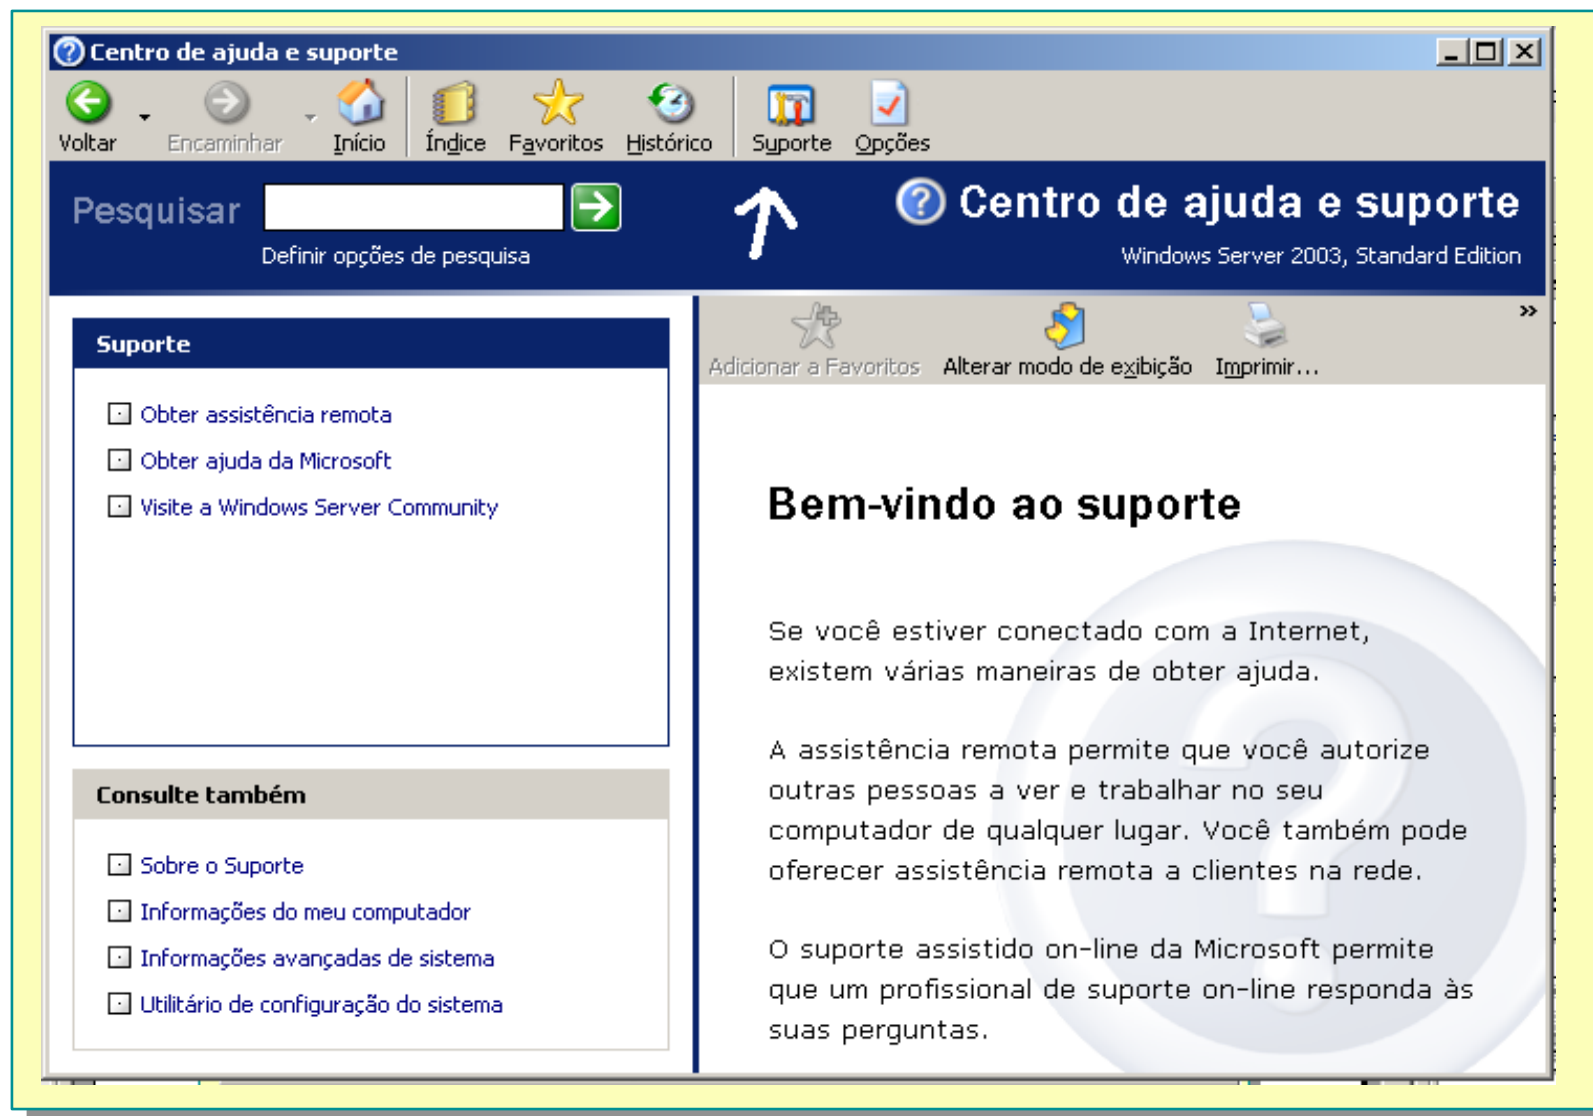 Centro de ajuda e suporte
Voltar Encaminhar Início Índice Favoritos Histórico Suporte Opções
Pesquisar
Definir opções de pesquisa
Centro de ajuda e suporte
Windows Server 2003, Standard Edition
Suporte
Obter assistência remota
Obter ajuda da Microsoft
Visite a Windows Server Community
Consulte também
Sobre o Suporte
Informações do meu computador
Informações avançadas de sistema
Utilitário de configuração do sistema
Adicionar a Favoritos Alterar modo de exibição Imprimir...
»
Bem-vindo ao suporte
Se você estiver conectado com a Internet,
existem várias maneiras de obter ajuda.
A assistência remota permite que você autorize
outras pessoas a ver e trabalhar no seu
computador de qualquer lugar. Você também pode
oferecer assistência remota a clientes na rede.
O suporte assistido on-line da Microsoft permite
que um profissional de suporte on-line responda às
suas perguntas.